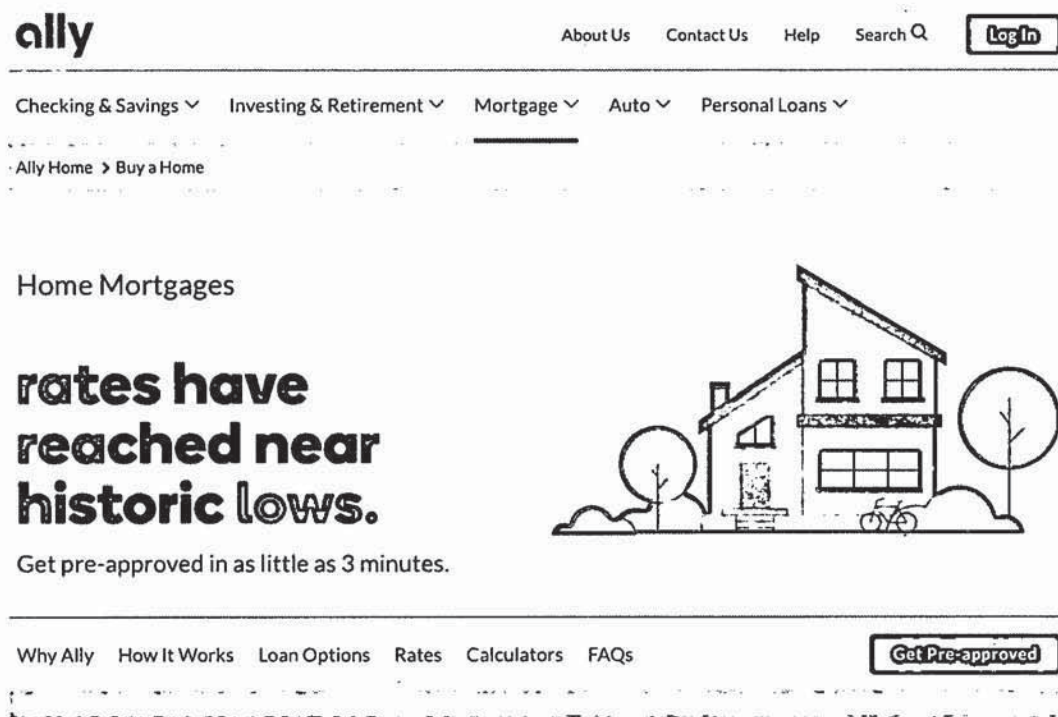 ally
About Us Contact Us Help Search Log In
Checking & Savings Investing & Retirement Mortgage Auto Personal Loans
Ally Home > Buy a Home
Home Mortgages
rates have
reached near
historic lows.
Get pre-approved in as little as 3 minutes.
Why Ally How It Works Loan Options Rates Calculators FAQs Get Pre-approved